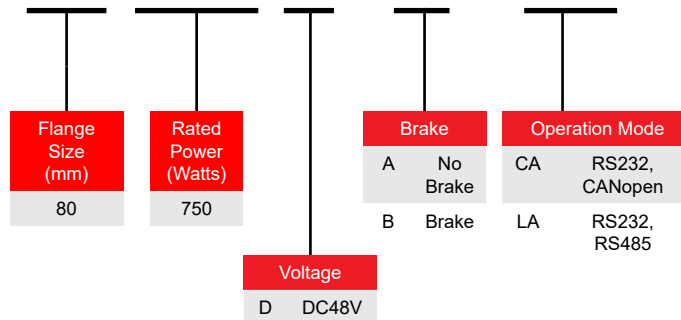 Flange
Size
(mm)
80
Rated
Power
(Watts)
750
Voltage
D DC48V
Brake
A No
Brake
B Brake
Operation Mode
CA RS232,
CANopen
LA RS232,
RS485